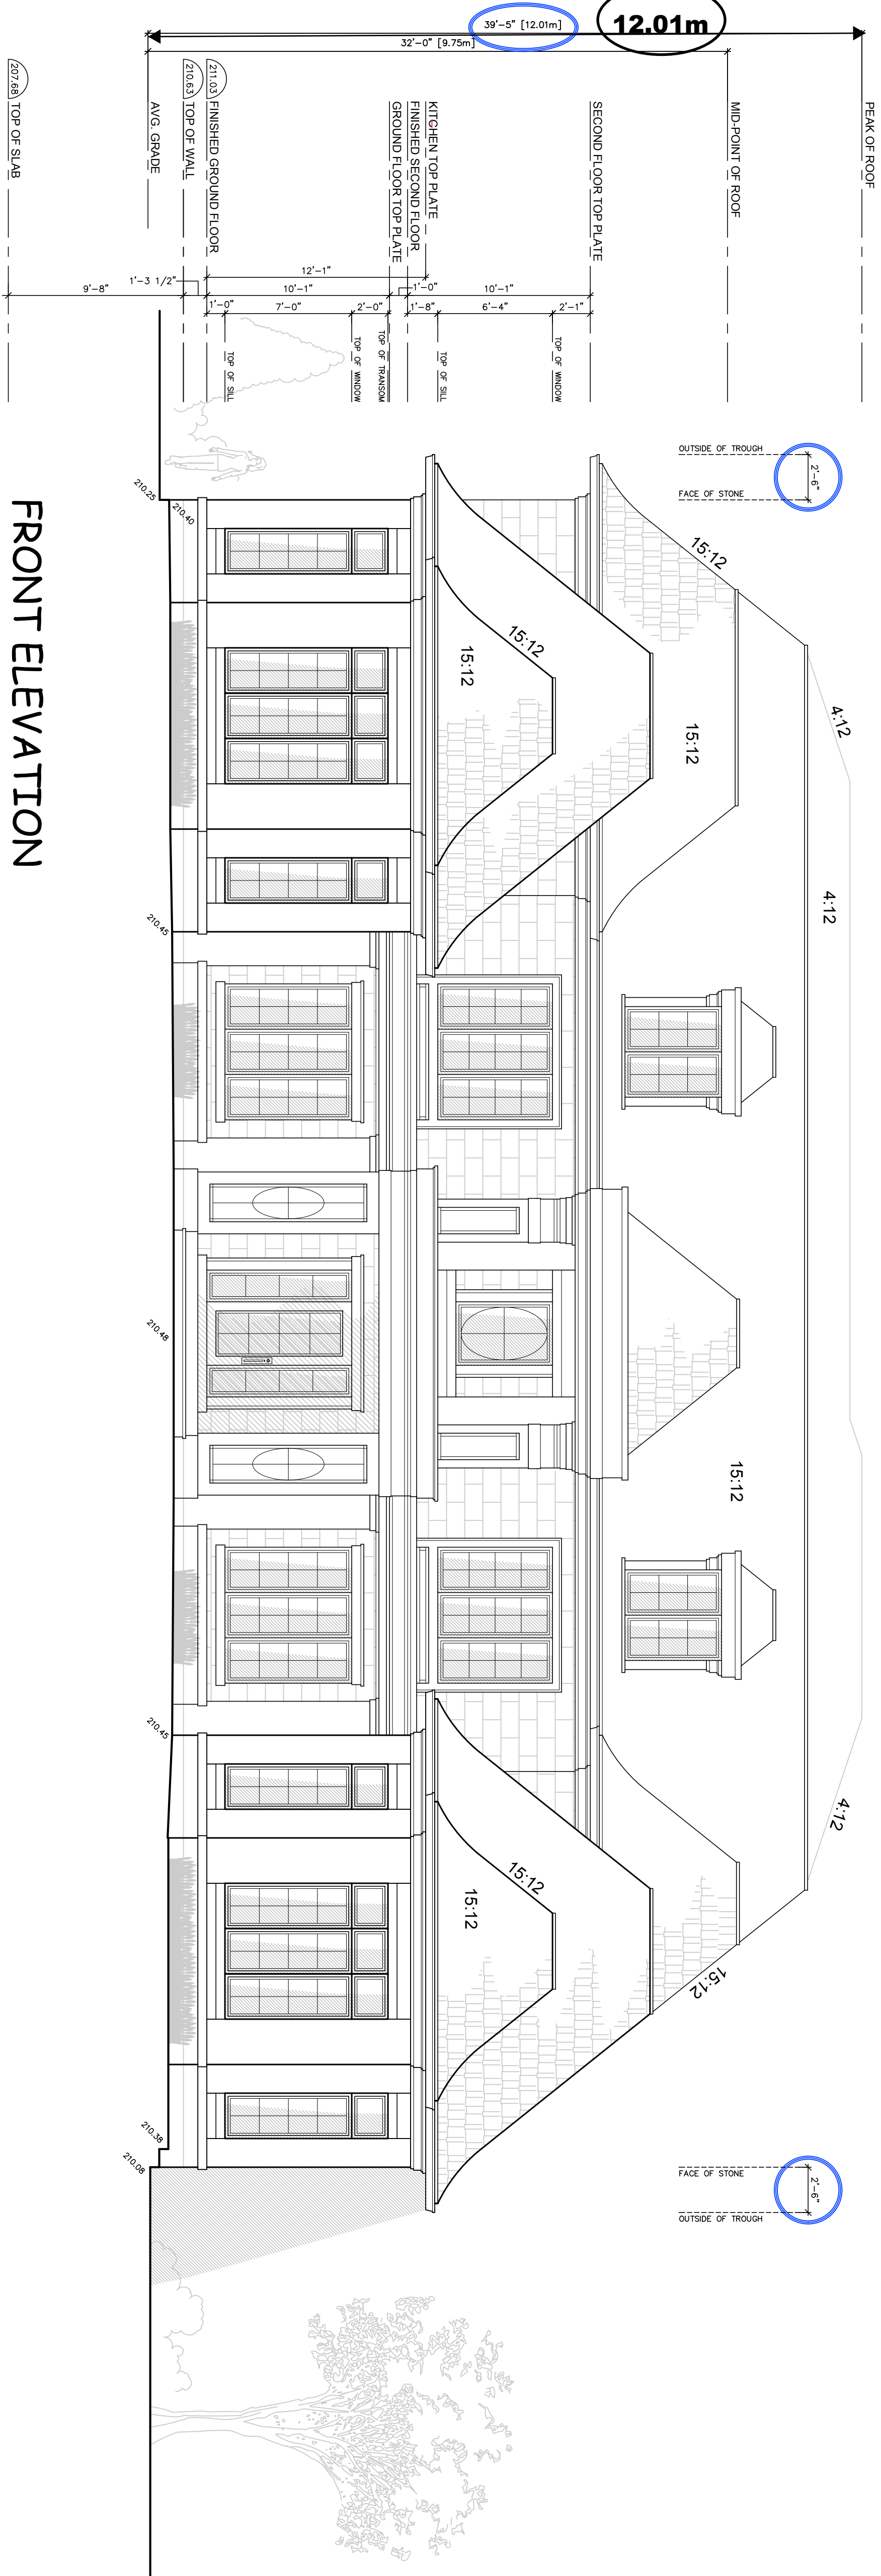 12.01m
39'-5" [12.01m]
32'-0" [9.75m]
PEAK OF ROOF
MID-POINT OF ROOF
SECOND FLOOR TOP PLATE
KITCHEN TOP PLATE
FINISHED SECOND FLOOR
GROUND FLOOR TOP PLATE
211.03 FINISHED GROUND FLOOR
210.63 TOP OF WALL
AVG. GRADE
207.68 TOP OF SLAB
10'-1"
1'-0"
12'-1"
10'-1"
1'-3 1/2"
9'-8"
2'-1"
6'-4"
1'-8"
2'-0"
7'-0"
1'-0"
TOP OF WINDOW
TOP OF SILL
TOP OF TRANSOM
TOP OF WINDOW
TOP OF SILL
OUTSIDE OF TROUGH
2'-6"
FACE OF STONE
15:12
4:12
15:12
15:12
15:12
4:12
15:12
4:12
15:12
15:12
15:12
FACE OF STONE
2'-6"
OUTSIDE OF TROUGH
210.25
210.40
210.45
210.48
210.45
210.38
210.08
FRONT ELEVATION